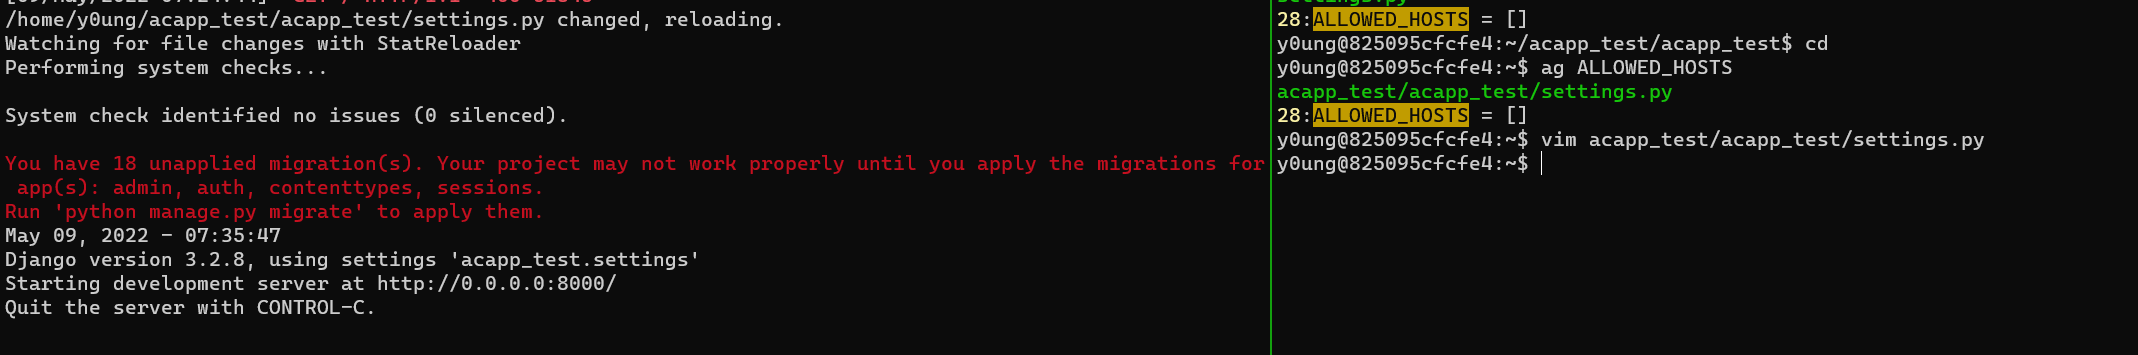 /home/y0ung/acapp_test/acapp_test/settings.py changed, reloading.
Watching for file changes with StatReloader
Performing system checks...
System check identified no issues (0 silenced).
You have 18 unapplied migration(s). Your project may not work properly until you apply the migrations for
app(s): admin, auth, contenttypes, sessions.
Run 'python manage.py migrate' to apply them.
May 09, 2022 - 07:35:47
Django version 3.2.8, using settings 'acapp_test.settings'
Starting development server at http://0.0.0.0:8000/
Quit the server with CONTROL-C.
settings.py
28:ALLOWED_HOSTS = []
y0ung@825095cfcfe4:~/acapp_test/acapp_test$ cd
y0ung@825095cfcfe4:~$ ag ALLOWED_HOSTS
acapp_test/acapp_test/settings.py
28:ALLOWED_HOSTS = []
y0ung@825095cfcfe4:~$ vim acapp_test/acapp_test/settings.py
y0ung@825095cfcfe4:~$